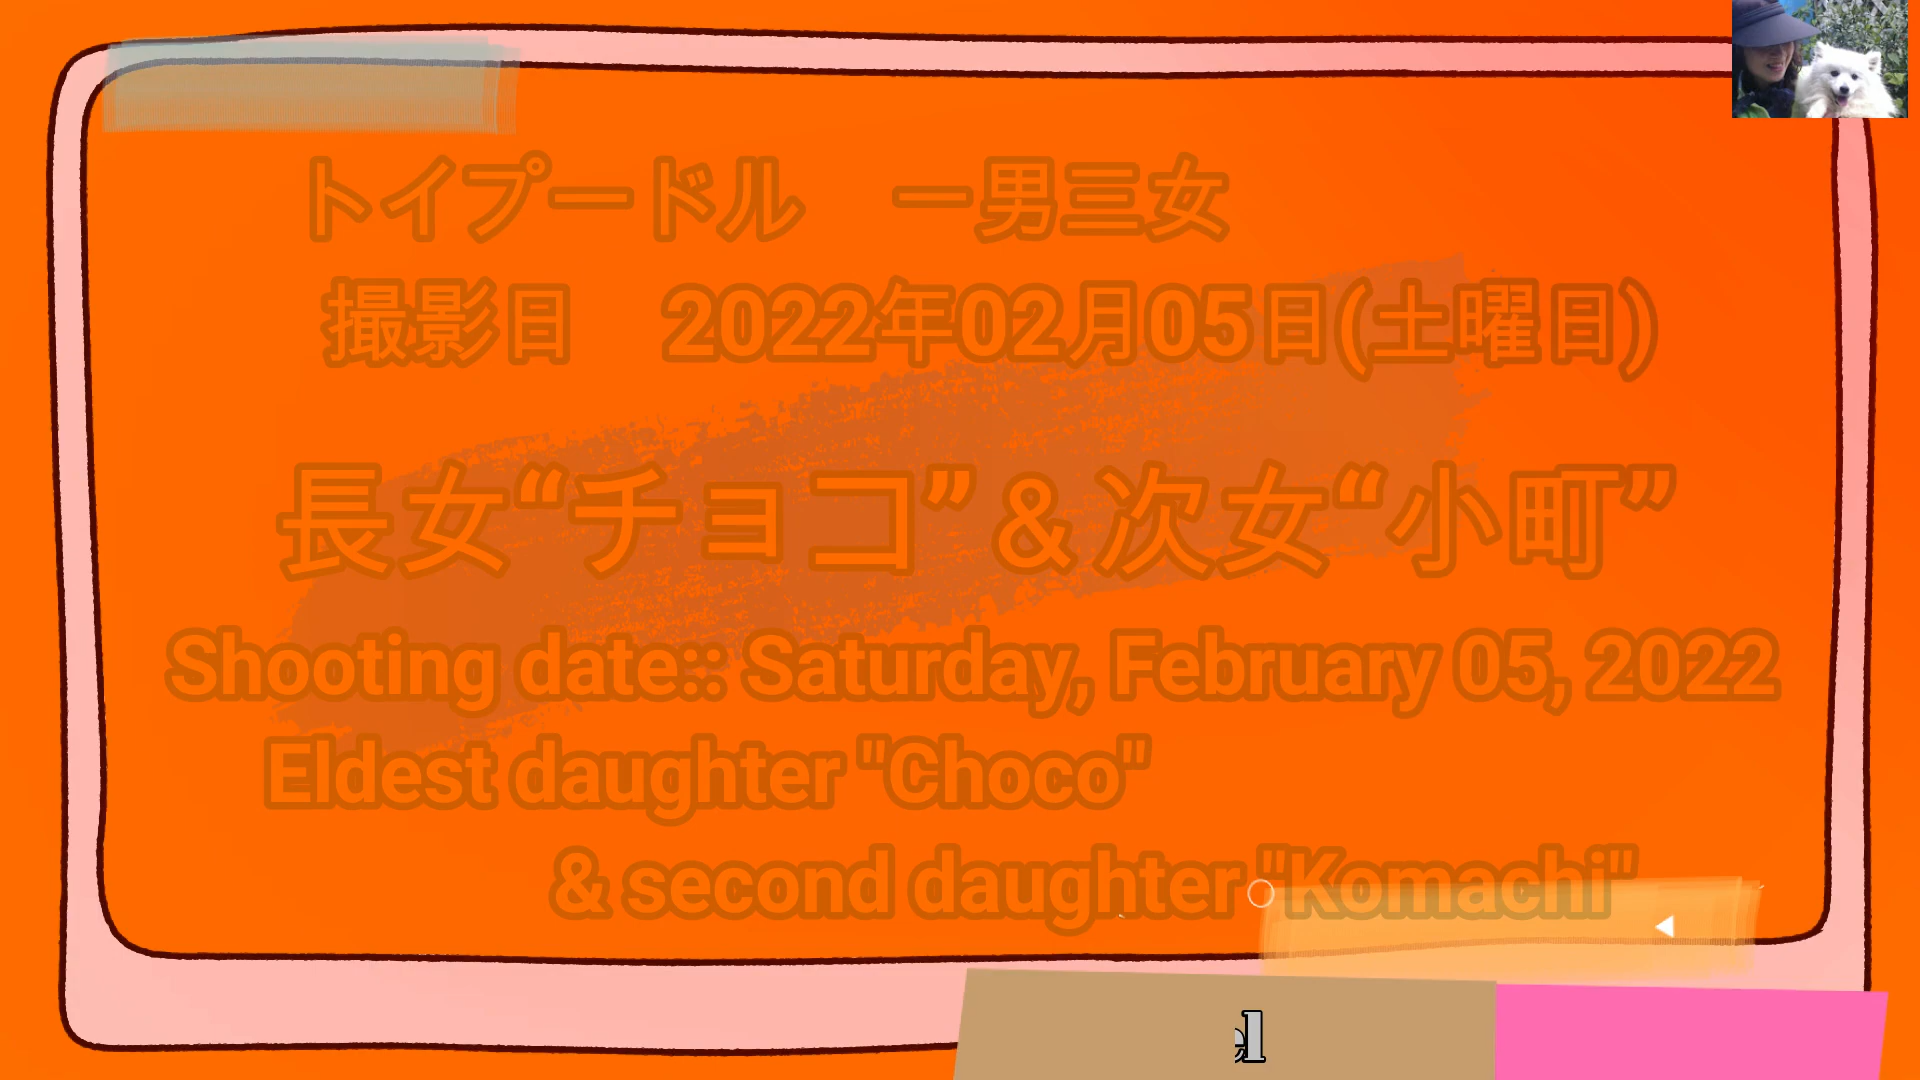 トイプードル　一男三女
撮影日　2022年02月05日(土曜日)
長女“チョコ”＆次女“小町”
Shooting date:: Saturday, February 05, 2022
Eldest daughter "Choco"
& second daughter "Komachi"
el